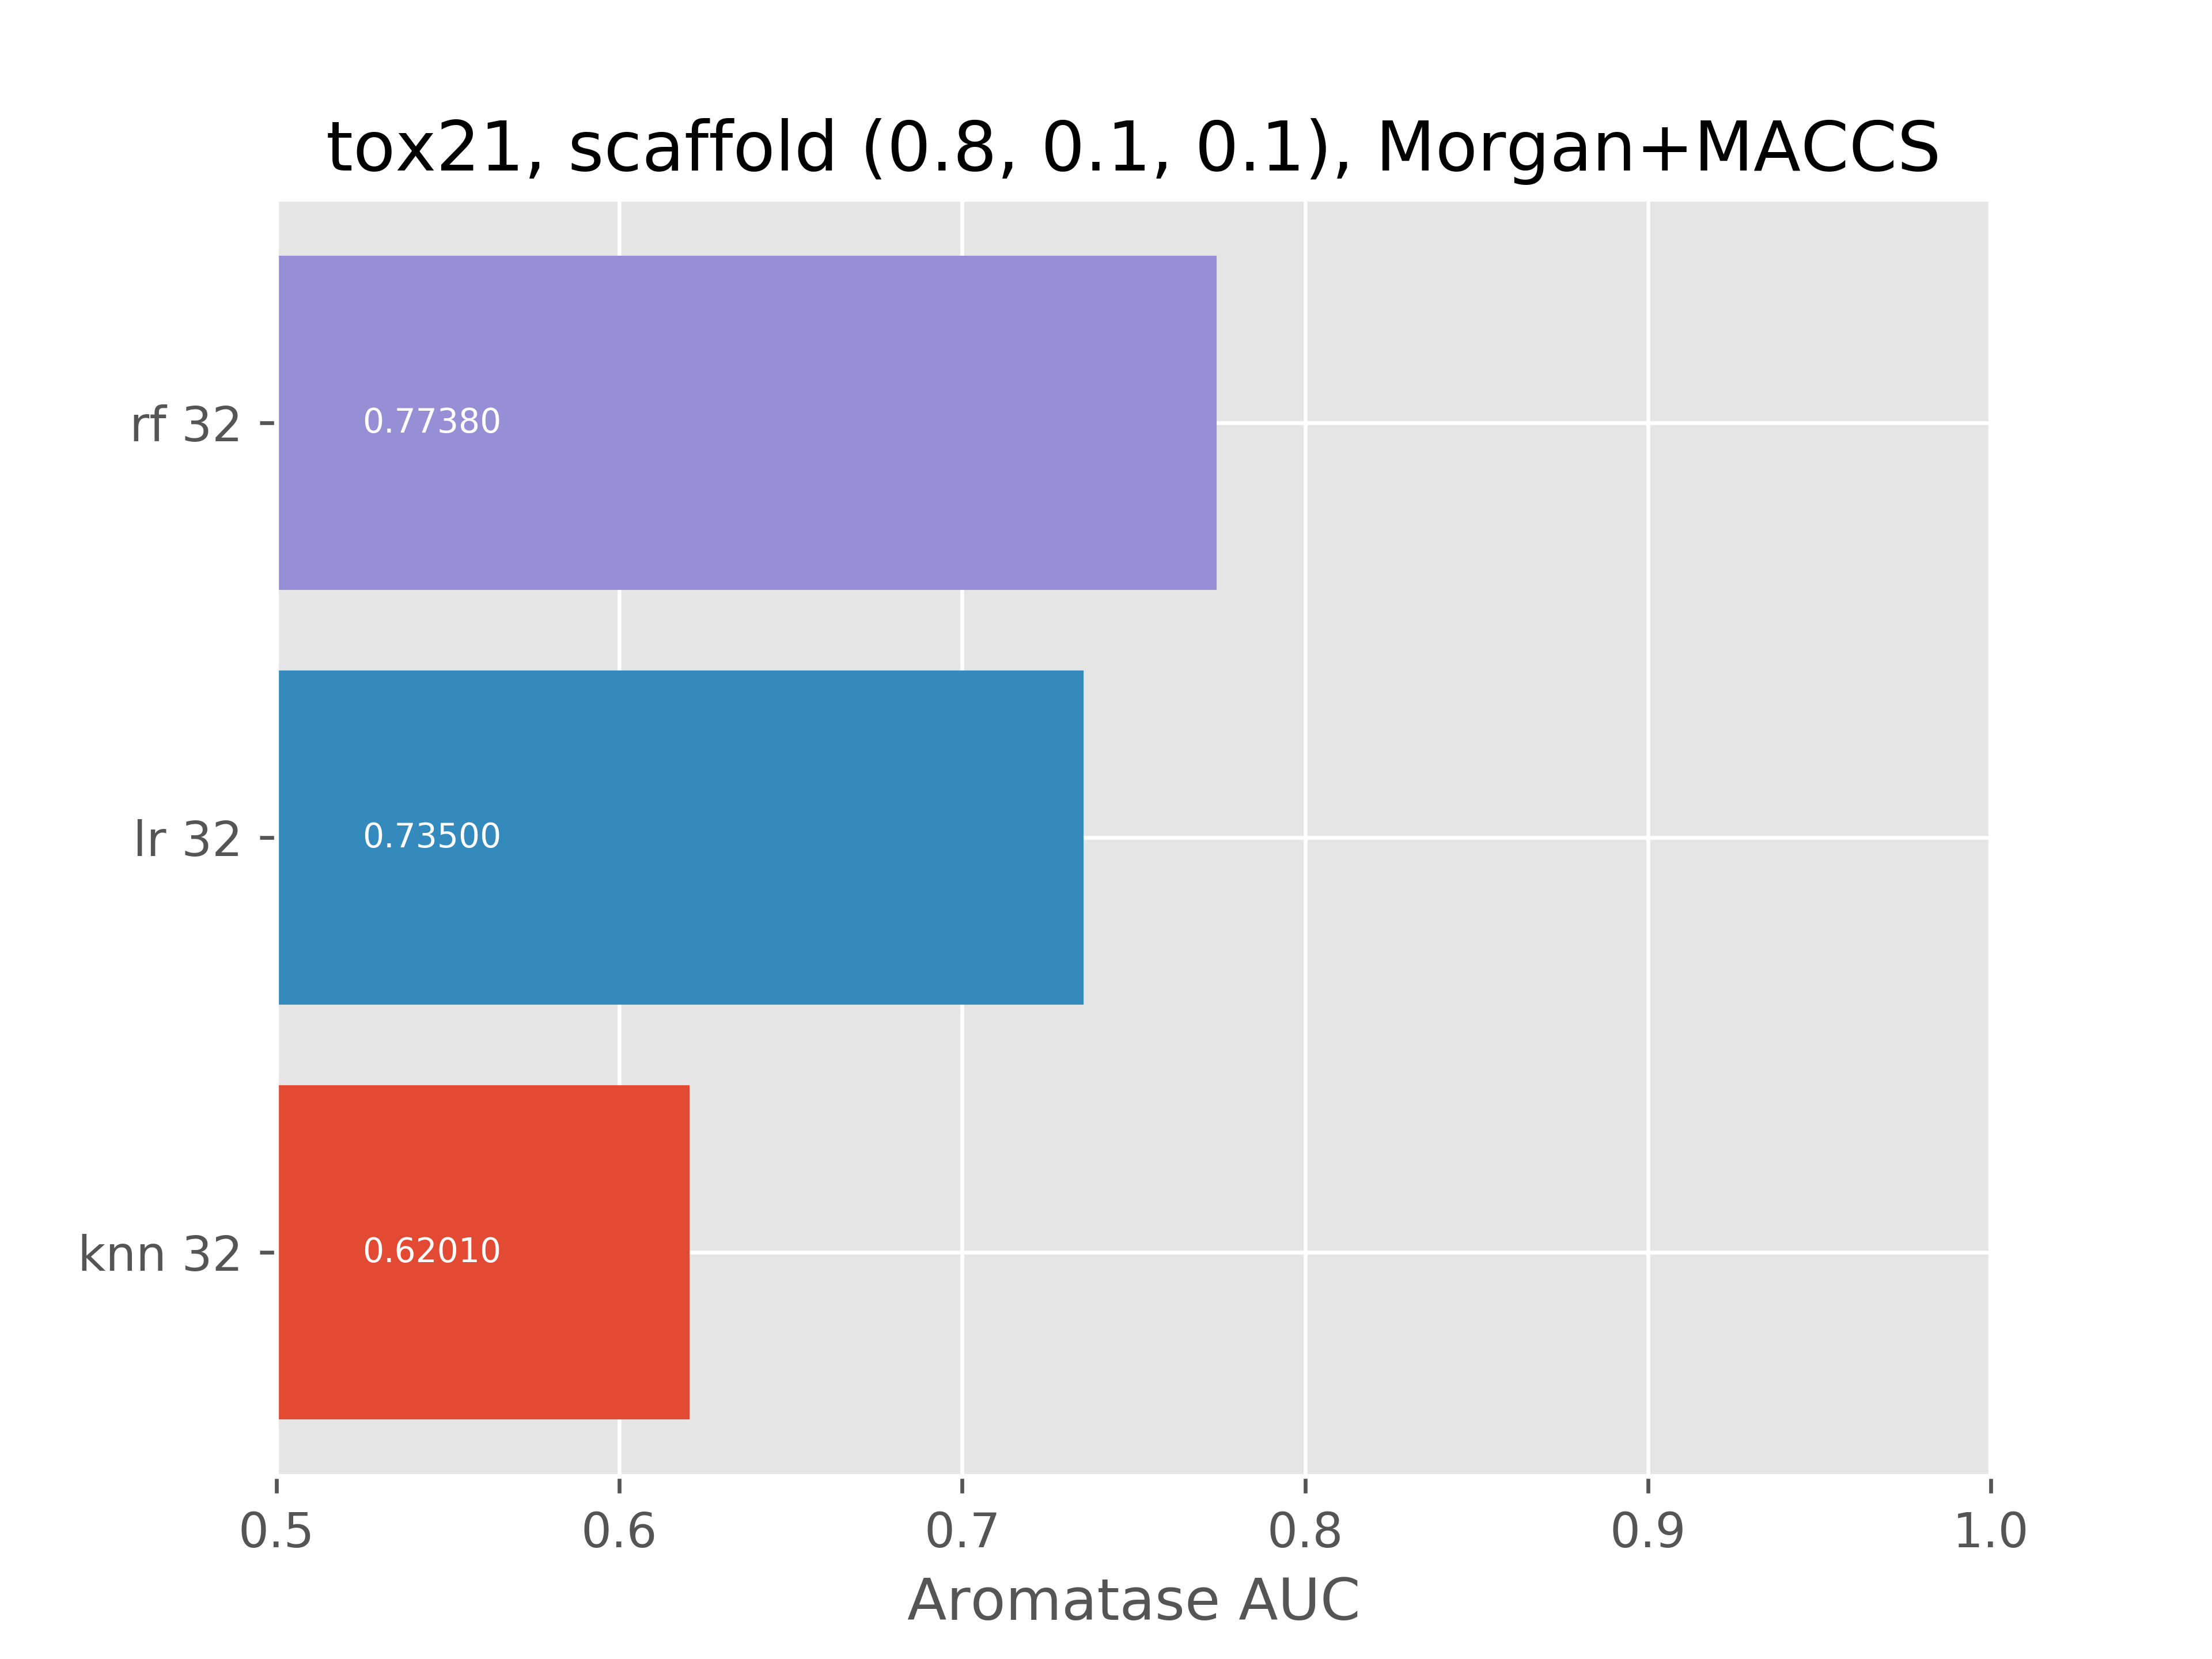 tox21, scaffold (0.8, 0.1, 0.1), Morgan+MACCS
rf 32
0.77380
lr 32
0.73500
knn 32
0.62010
0.5 0.6 0.7 0.8 0.9 1.0
Aromatase AUC